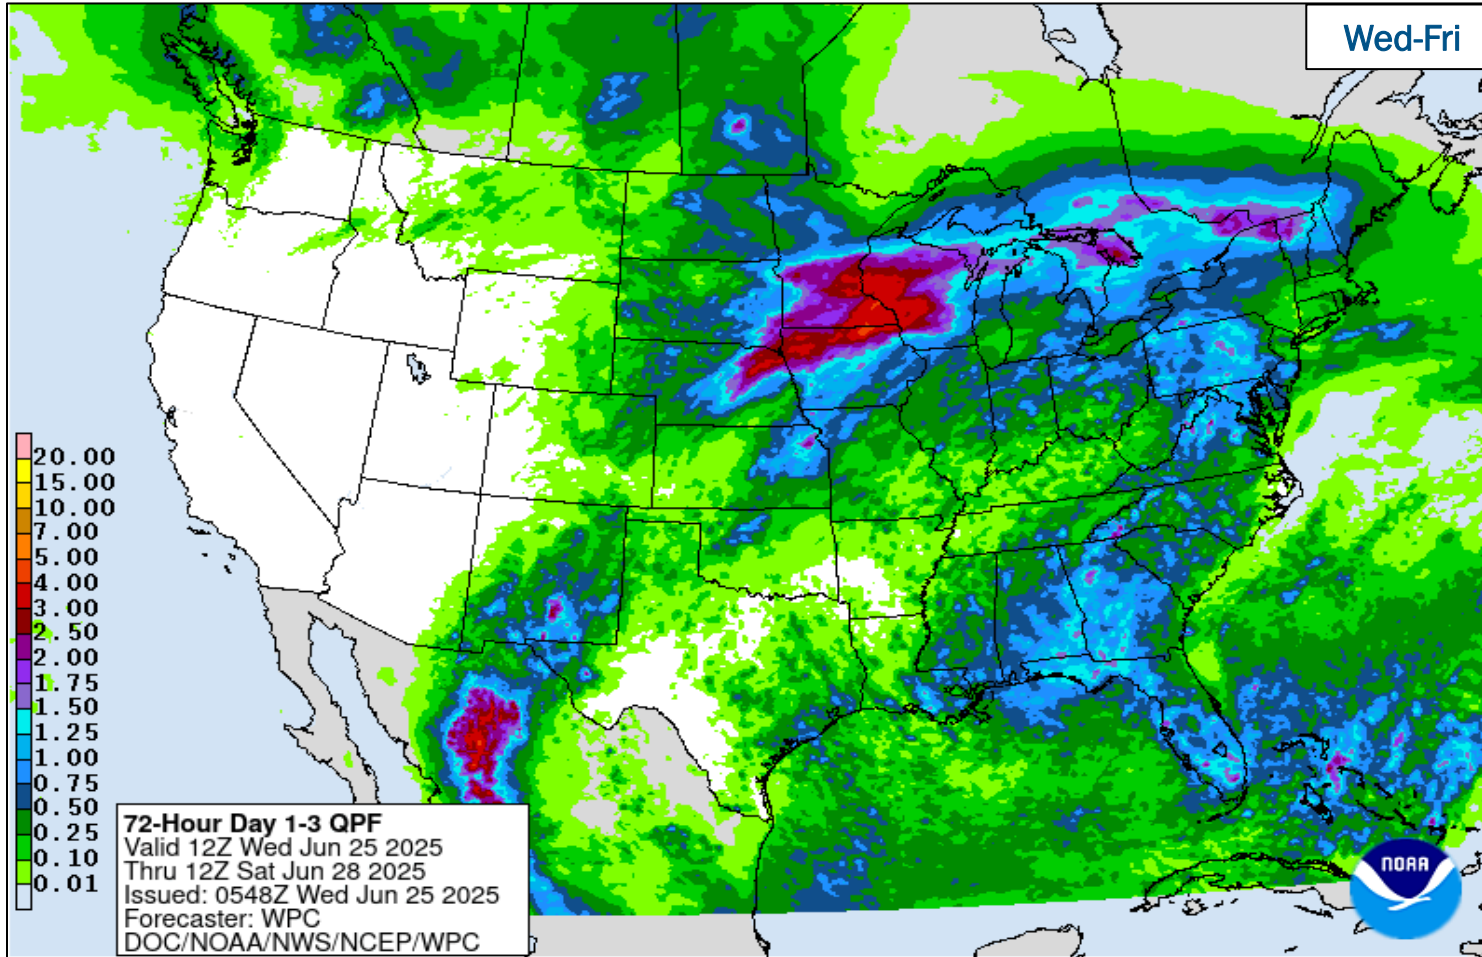 Wed-Fri
20.00
15.00
10.00
7.00
5.00
4.00
3.00
2.50
2.00
1.75
1.50
1.25
1.00
0.75
0.50
0.25
0.10
0.01
72-Hour Day 1-3 QPF
Valid 12Z Wed Jun 25 2025
Thru 12Z Sat Jun 28 2025
Issued: 0548Z Wed Jun 25 2025
Forecaster: WPC
DOC/NOAA/NWS/NCEP/WPC
NOAA